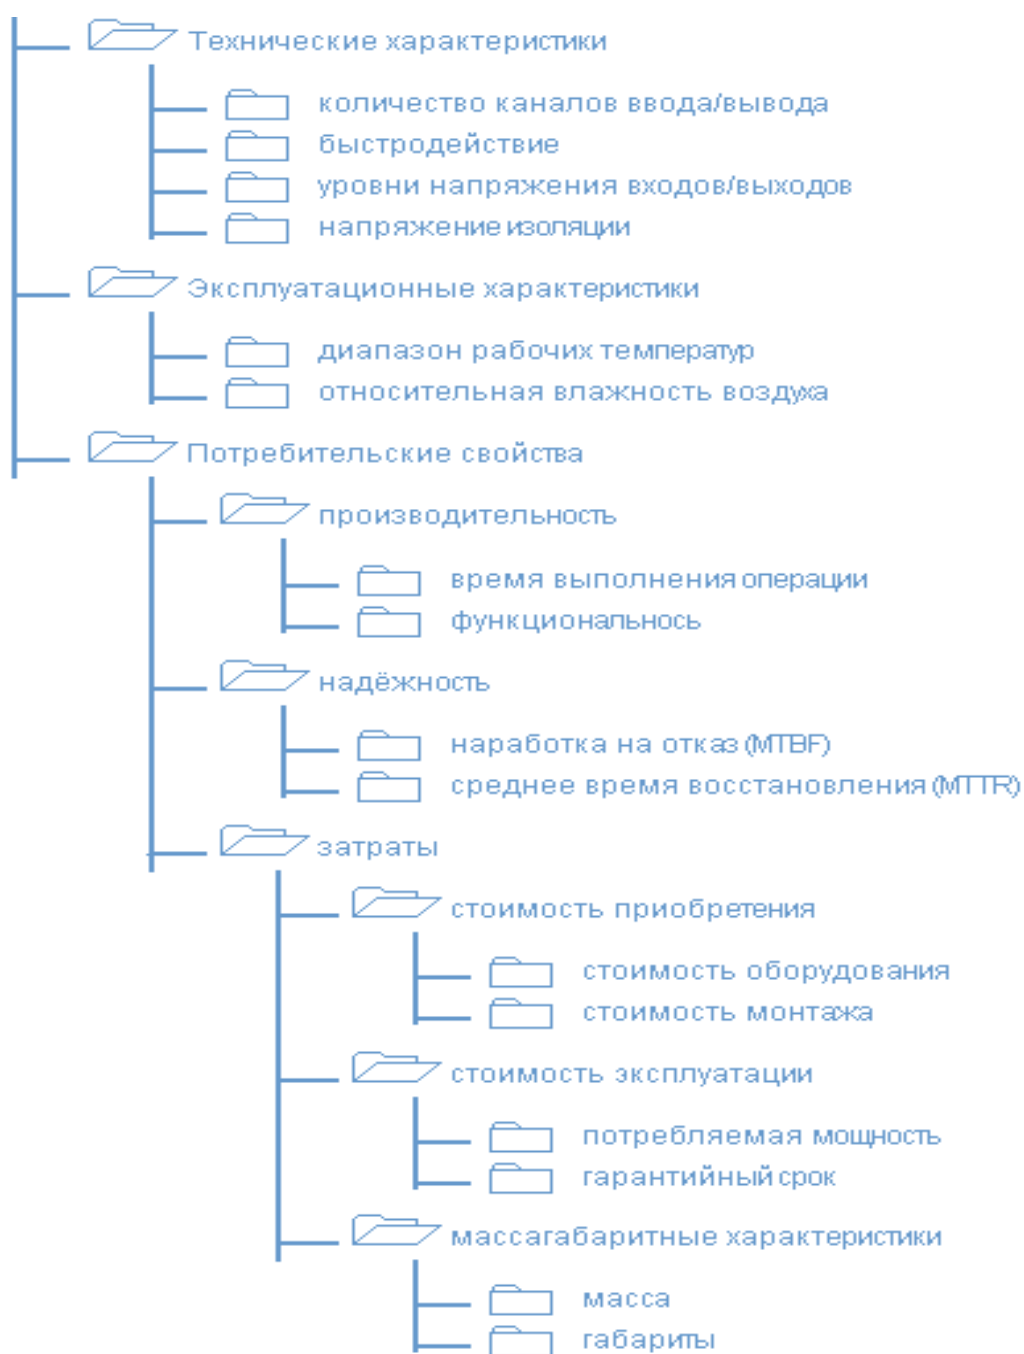 Технические характеристики
количество каналов ввода/вывода
быстродействие
уровни напряжения входов/выходов
напряжение изоляции
Эксплуатационные характеристики
диапазон рабочих температур
относительная влажность воздуха
Потребительские свойства
производительность
время выполнения операции
функциональнось
надёжность
наработка на отказ (MTBF)
среднее время восстановления (MTTR)
затраты
стоимость приобретения
стоимость оборудования
стоимость монтажа
стоимость эксплуатации
потребляемая мощность
гарантийный срок
массагабаритные характеристики
масса
габариты